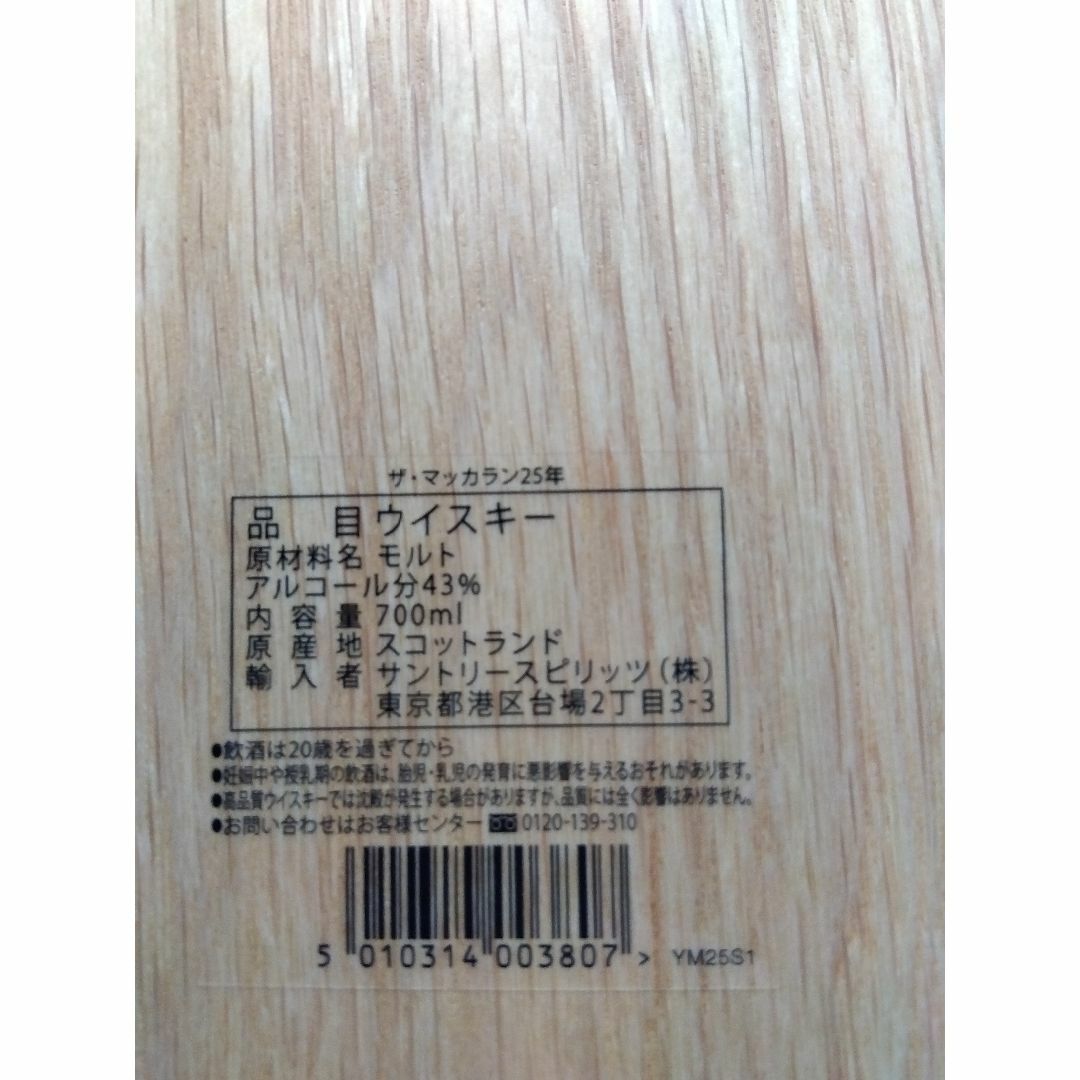 ザ・マッカラン25年
品 目 ウイスキー
原材料名 モルト
アルコール分43%
内容量 700ml
原産地 スコットランド
輸入者 サントリースピリッツ(株)
東京都港区台場2丁目3-3
●飲酒は20歳を過ぎてから
●妊娠中や授乳期の飲酒は、胎児・乳児の発育に悪影響を与えるおそれがあります。
●高品質ウイスキーでは沈殿が発生する場合がありますが、品質には全く影響はありません。
●お問い合わせはお客様センター 0120-139-310
5 010314 003807 > YM25S1